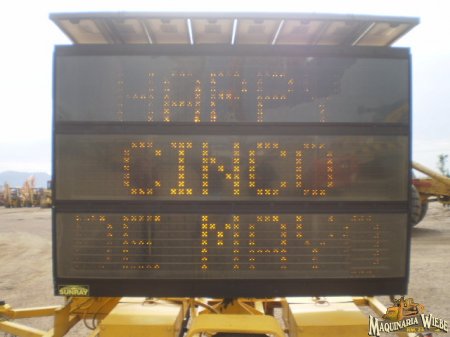 HAPPY
CINCO
DE MAYO
SUNRAY
MAQUINARIA WIEBE